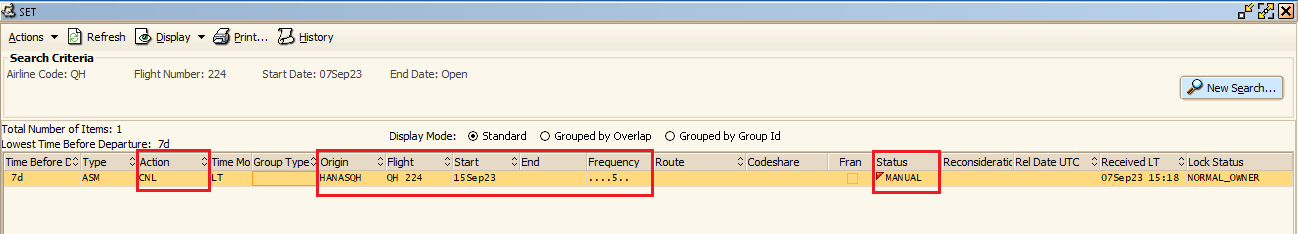 SET
Actions Refresh Display Print... History
Search Criteria
Airline Code: QH Flight Number: 224 Start Date: 07Sep23 End Date: Open
New Search...
Total Number of Items: 1
Display Mode: Standard Grouped by Overlap Grouped by Group Id
Lowest Time Before Departure: 7d
Time Before D Type Action Time Mo Group Type Origin Flight Start End Frequency Route Codeshare Fran Status Reconsideratic Rel Date UTC Received LT Lock Status
7d ASM CNL LT HANASQH QH 224 15Sep23 ....5.. MANUAL 07Sep23 15:18 NORMAL_OWNER